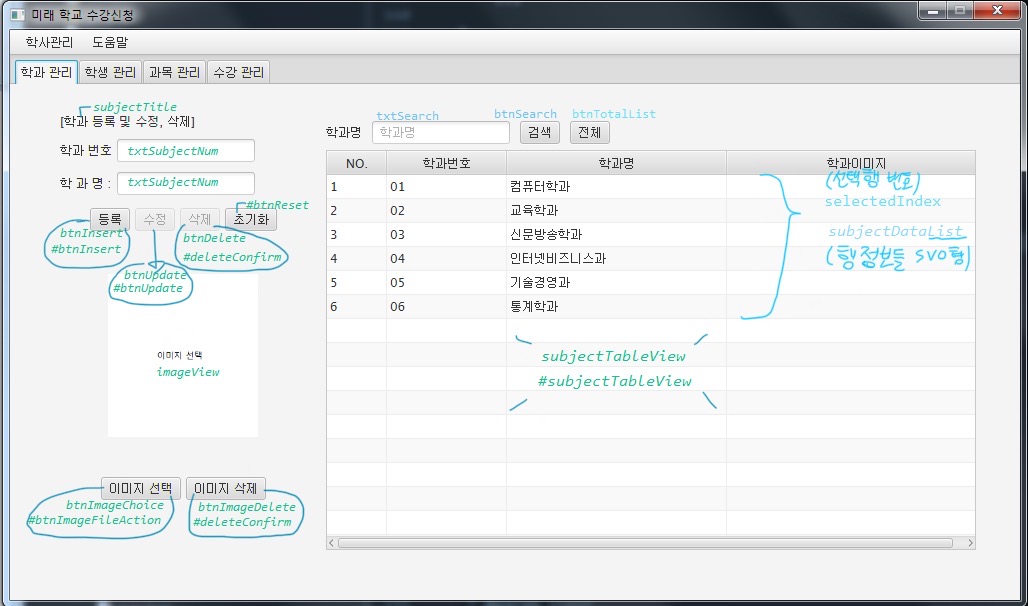 미래 학교 수강신청
학사관리 도움말
학과 관리 학생 관리 과목 관리 수강 관리
subjectTitle
[학과 등록 및 수정, 삭제]
학과 번호 txtSubjectNum
학 과 명 : txtSubjectNum
#btnReset
등록 수정 삭제 초기화
btnInsert
#btnInsert
btnDelete
#deleteConfirm
btnUpdate
#btnUpdate
이미지 선택
imageView
이미지 선택 이미지 삭제
btnImageChoice
#btnImageFileAction
btnImageDelete
#deleteConfirm
txtSearch btnSearch btnTotalList
학과명 학과명 검색 전체
NO. 학과번호 학과명 학과이미지
1 01 컴퓨터학과
2 02 교육학과
3 03 신문방송학과
4 04 인터넷비즈니스과
5 05 기술경영과
6 06 통계학과
(선택행 번호)
selectedIndex
subjectDataList
(행정보들 SVO형)
subjectTableView
#subjectTableView